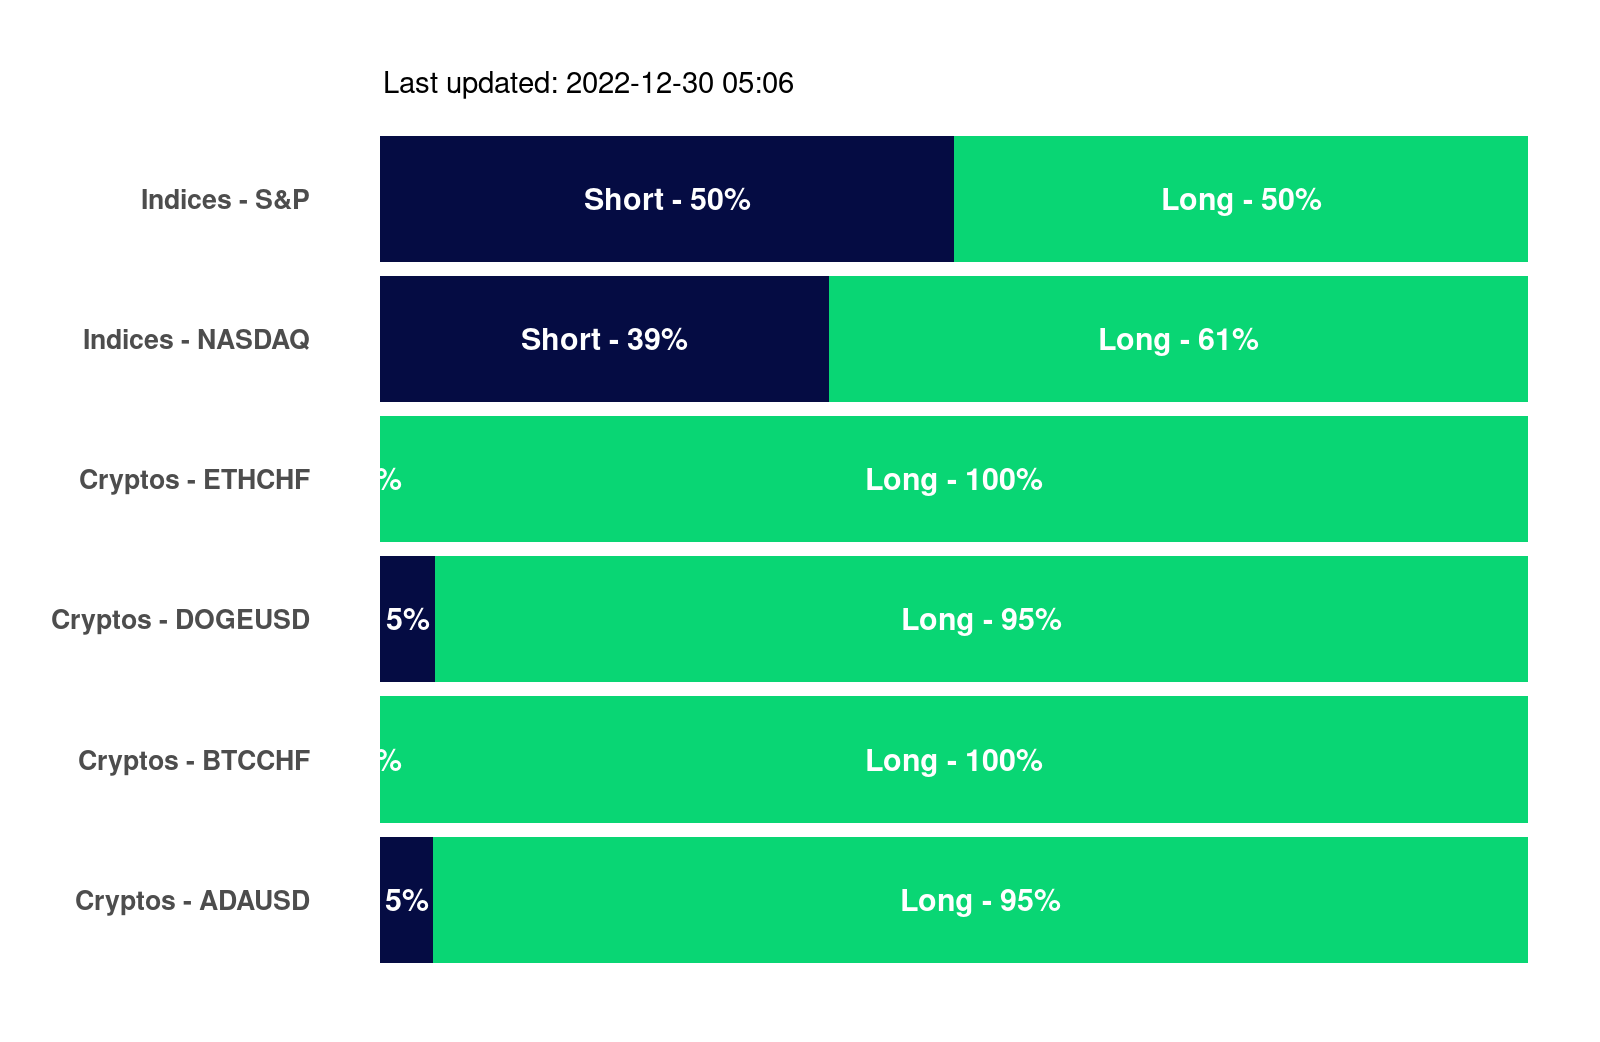 Last updated: 2022-12-30 05:06
Indices - S&P Short - 50% Long - 50%
Indices - NASDAQ Short - 39% Long - 61%
Cryptos - ETHCHF % Long - 100%
Cryptos - DOGEUSD 5% Long - 95%
Cryptos - BTCCHF % Long - 100%
Cryptos - ADAUSD 5% Long - 95%